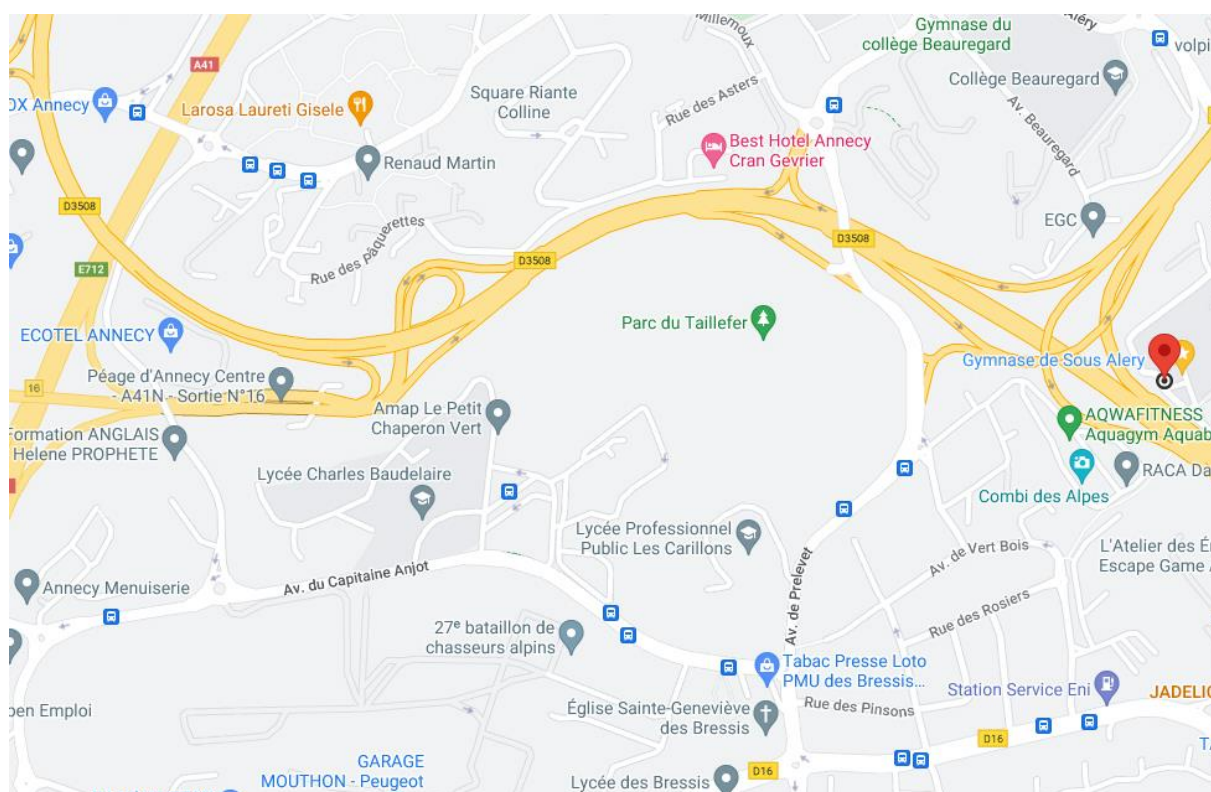 Millernoux
Aléry
Gymnase du
collège Beauregard
volpi
A41
Collège Beauregard
OX Annecy
Larosa Laureti Gisele
Square Riante
Colline
Rue des Asters
Av. Beauregard
Best Hotel Annecy
Cran Gevrier
Renaud Martin
D3508
EGC
Rue des Pâquerettes
D3508
D3508
E712
Parc du Taillefer
ECOTEL ANNECY
Gymnase de Sous Alery
Péage d'Annecy Centre
- A41N - Sortie N°16
16
Amap Le Petit
Chaperon Vert
AQWAFITNESS
Aquagym Aquab
Formation ANGLAIS
Helene PROPHETE
Lycée Charles Baudelaire
RACA Da
Combi des Alpes
Lycée Professionnel
Public Les Carillons
Av. de Vert Bois
L'Atelier des É
Escape Game
Annecy Menuiserie
Av. du Capitaine Anjot
Av. de Prelevet
Rue des Rosiers
27e bataillon de
chasseurs alpins
Tabac Presse Loto
PMU des Bressis...
Station Service Eni
JADELIC
pen Emploi
Église Sainte-Geneviève
des Bressis
Rue des Pinsons
D16
GARAGE
MOUTHON - Peugeot
Lycée des Bressis
D16